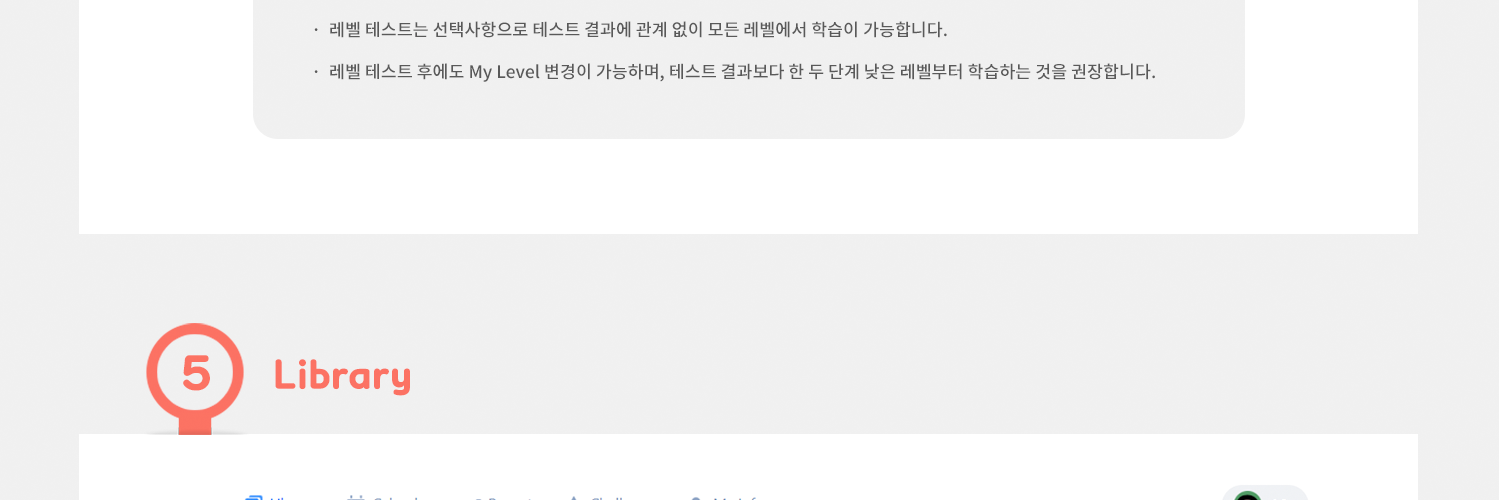 · 레벨 테스트는 선택사항으로 테스트 결과에 관계 없이 모든 레벨에서 학습이 가능합니다.
· 레벨 테스트 후에도 My Level 변경이 가능하며, 테스트 결과보다 한 두 단계 낮은 레벨부터 학습하는 것을 권장합니다.
5 Library